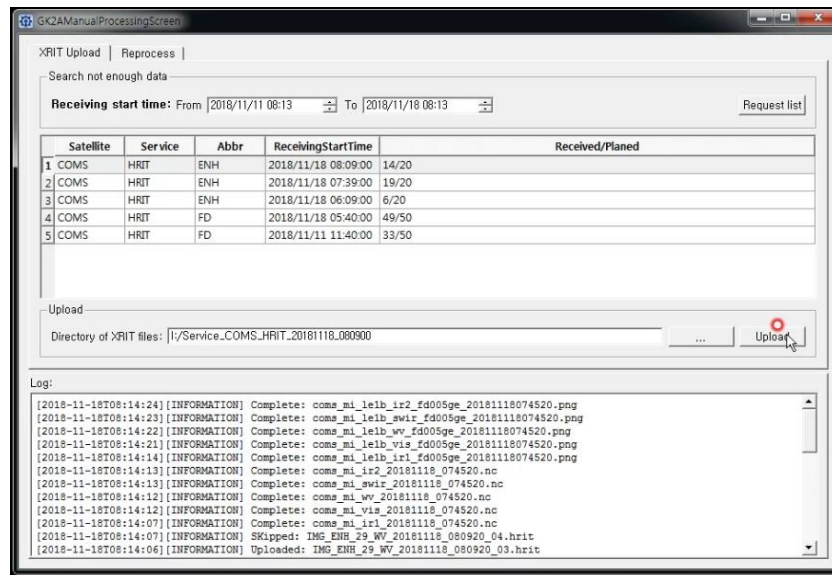 GK2AManualProcessingScreen
XRIT Upload | Reprocess |
Search not enough data
Receiving start time: From 2018/11/11 08:13 To 2018/11/18 08:13 Request list
Satellite Service Abbr ReceivingStartTime Received/Planed
1 COMS HRIT ENH 2018/11/18 08:09:00 14/20
2 COMS HRIT ENH 2018/11/18 07:39:00 19/20
3 COMS HRIT ENH 2018/11/18 06:09:00 6/20
4 COMS HRIT FD 2018/11/18 05:40:00 49/50
5 COMS HRIT FD 2018/11/11 11:40:00 33/50
Upload
Directory of XRIT files: I:/Service_COMS_HRIT_20181118_080900 ... Upload
Log:
[2018-11-18T08:14:24][INFORMATION] Complete: coms_mi_le1b_ir2_fd005ge_20181118074520.png
[2018-11-18T08:14:23][INFORMATION] Complete: coms_mi_le1b_swir_fd005ge_20181118074520.png
[2018-11-18T08:14:22][INFORMATION] Complete: coms_mi_le1b_wv_fd005ge_20181118074520.png
[2018-11-18T08:14:21][INFORMATION] Complete: coms_mi_le1b_vis_fd005ge_20181118074520.png
[2018-11-18T08:14:14][INFORMATION] Complete: coms_mi_le1b_ir1_fd005ge_20181118074520.png
[2018-11-18T08:14:13][INFORMATION] Complete: coms_mi_ir2_20181118_074520.nc
[2018-11-18T08:14:13][INFORMATION] Complete: coms_mi_swir_20181118_074520.nc
[2018-11-18T08:14:12][INFORMATION] Complete: coms_mi_wv_20181118_074520.nc
[2018-11-18T08:14:12][INFORMATION] Complete: coms_mi_vis_20181118_074520.nc
[2018-11-18T08:14:07][INFORMATION] Complete: coms_mi_ir1_20181118_074520.nc
[2018-11-18T08:14:07][INFORMATION] SKipped: IMG_ENH_29_WV_20181118_080920_04.hrit
[2018-11-18T08:14:06][INFORMATION] Uploaded: IMG_ENH_29_WV_20181118_080920_03.hrit